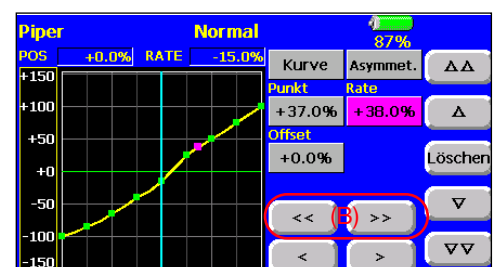 Piper Normal
87%
POS +0.0% RATE -15.0%
Kurve Asymmet. ΔΔ
+150
Punkt Rate
+100
+37.0% +38.0% Δ
+50
Offset
+0 +0.0% Löschen
-50
<< (B) >> ∇
-100
-150
< > ∇∇